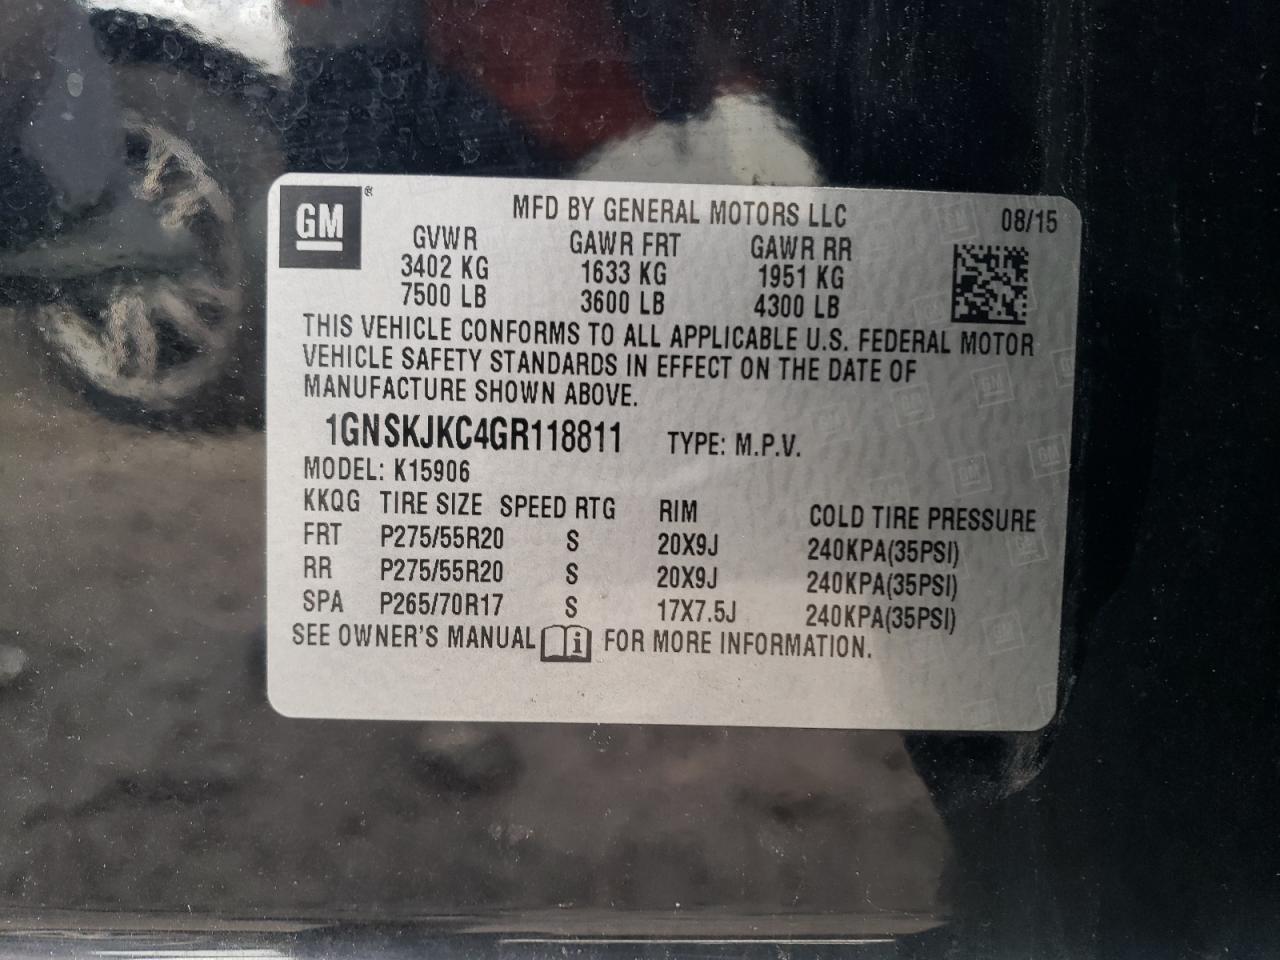 GM ®
MFD BY GENERAL MOTORS LLC 08/15
GVWR GAWR FRT GAWR RR
3402 KG 1633 KG 1951 KG
7500 LB 3600 LB 4300 LB
THIS VEHICLE CONFORMS TO ALL APPLICABLE U.S. FEDERAL MOTOR
VEHICLE SAFETY STANDARDS IN EFFECT ON THE DATE OF
MANUFACTURE SHOWN ABOVE.
1GNSKJKC4GR118811 TYPE: M.P.V.
MODEL: K15906
KKQG TIRE SIZE SPEED RTG RIM COLD TIRE PRESSURE
FRT P275/55R20 S 20X9J 240KPA(35PSI)
RR P275/55R20 S 20X9J 240KPA(35PSI)
SPA P265/70R17 S 17X7.5J 240KPA(35PSI)
SEE OWNER'S MANUAL i FOR MORE INFORMATION.